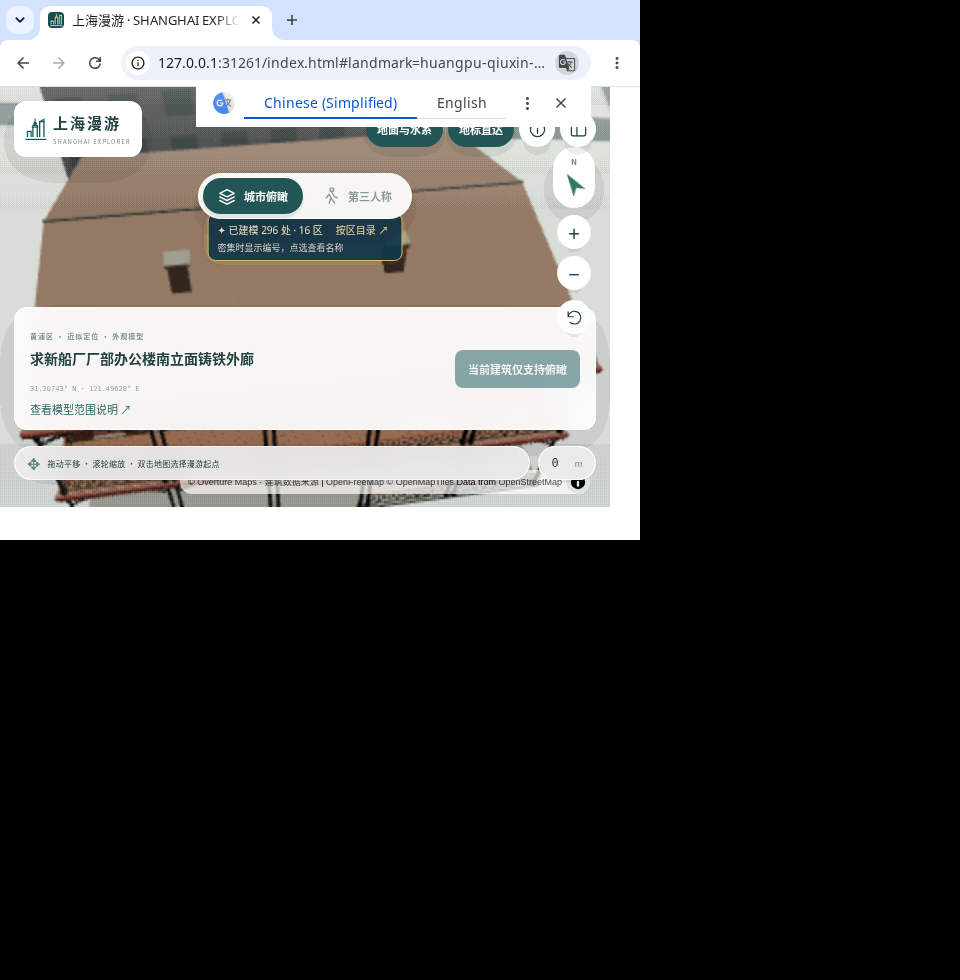 上海漫游 · SHANGHAI EXPLO
127.0.0.1:31261/index.html#landmark=huangpu-qiuxin-...
Chinese (Simplified)
English
上海漫游
SHANGHAI EXPLORER
地面与水系
地标直达
N
城市俯瞰
第三人称
✦ 已建模 296 处 · 16 区 按区目录 ↗
密集时显示编号，点选查看名称
+
−
黄浦区 · 近似定位 · 外观模型
求新船厂厂部办公楼南立面铸铁外廊
当前建筑仅支持俯瞰
31.20743° N · 121.49628° E
查看模型范围说明 ↗
拖动平移 · 滚轮缩放 · 双击地图选择漫游起点
0 m
© Overture Maps · 建筑数据来源 | OpenFreeMap © OpenMapTiles Data from OpenStreetMap